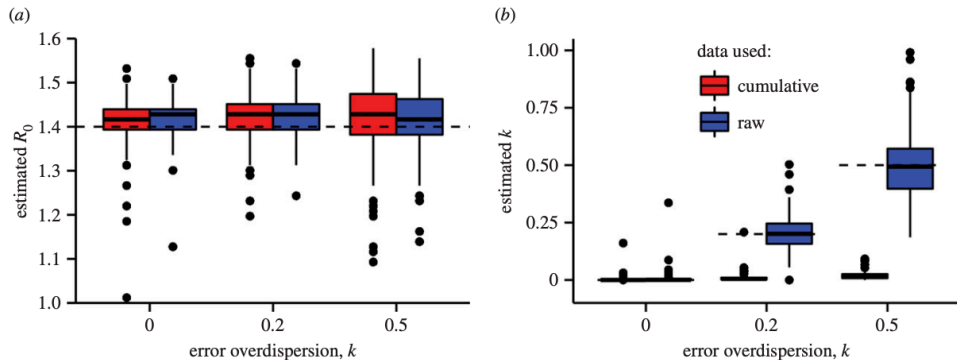 (a)
1.6
1.5
1.4
1.3
1.2
1.1
1.0
estimated R0
0
0.2
0.5
error overdispersion, k
(b)
1.00
0.75
0.50
0.25
0
estimated k
data used:
cumulative
raw
0
0.2
0.5
error overdispersion, k